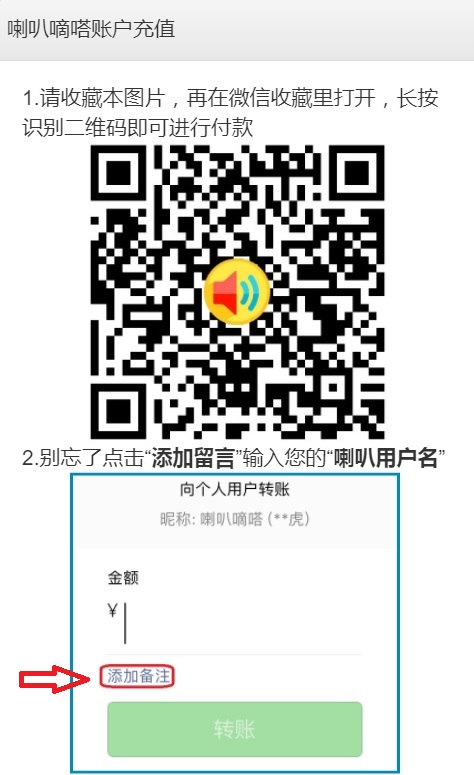 喇叭嘀嗒账户充值
1.请收藏本图片，再在微信收藏里打开，长按
识别二维码即可进行付款
2.别忘了点击“添加留言”输入您的“喇叭用户名”
向个人用户转账
昵称: 喇叭嘀嗒 (**虎)
金额
¥
添加备注
转账